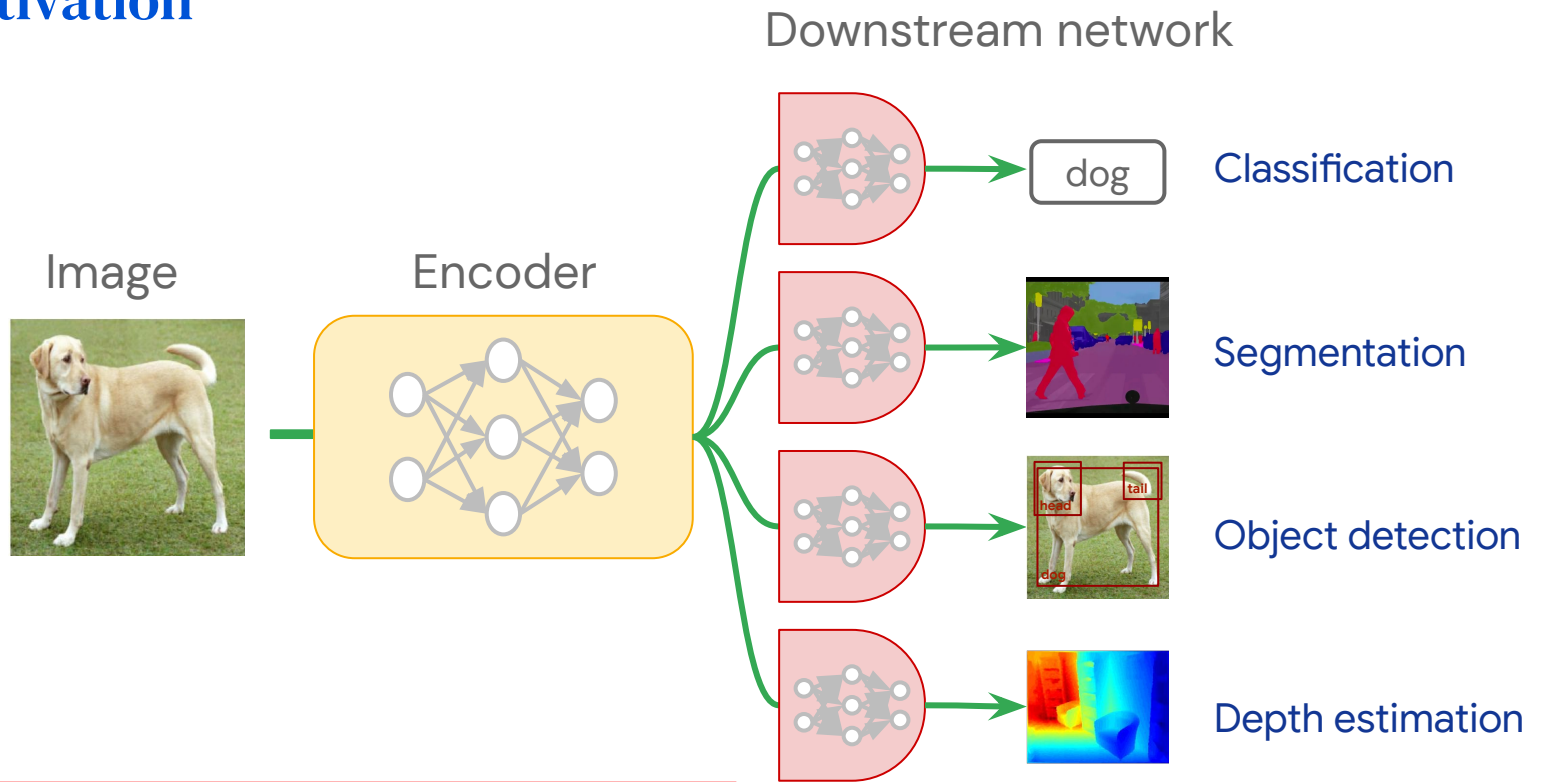 tivation
Downstream network
Image
Encoder
dog
Classification
Segmentation
head
tail
dog
Object detection
Depth estimation